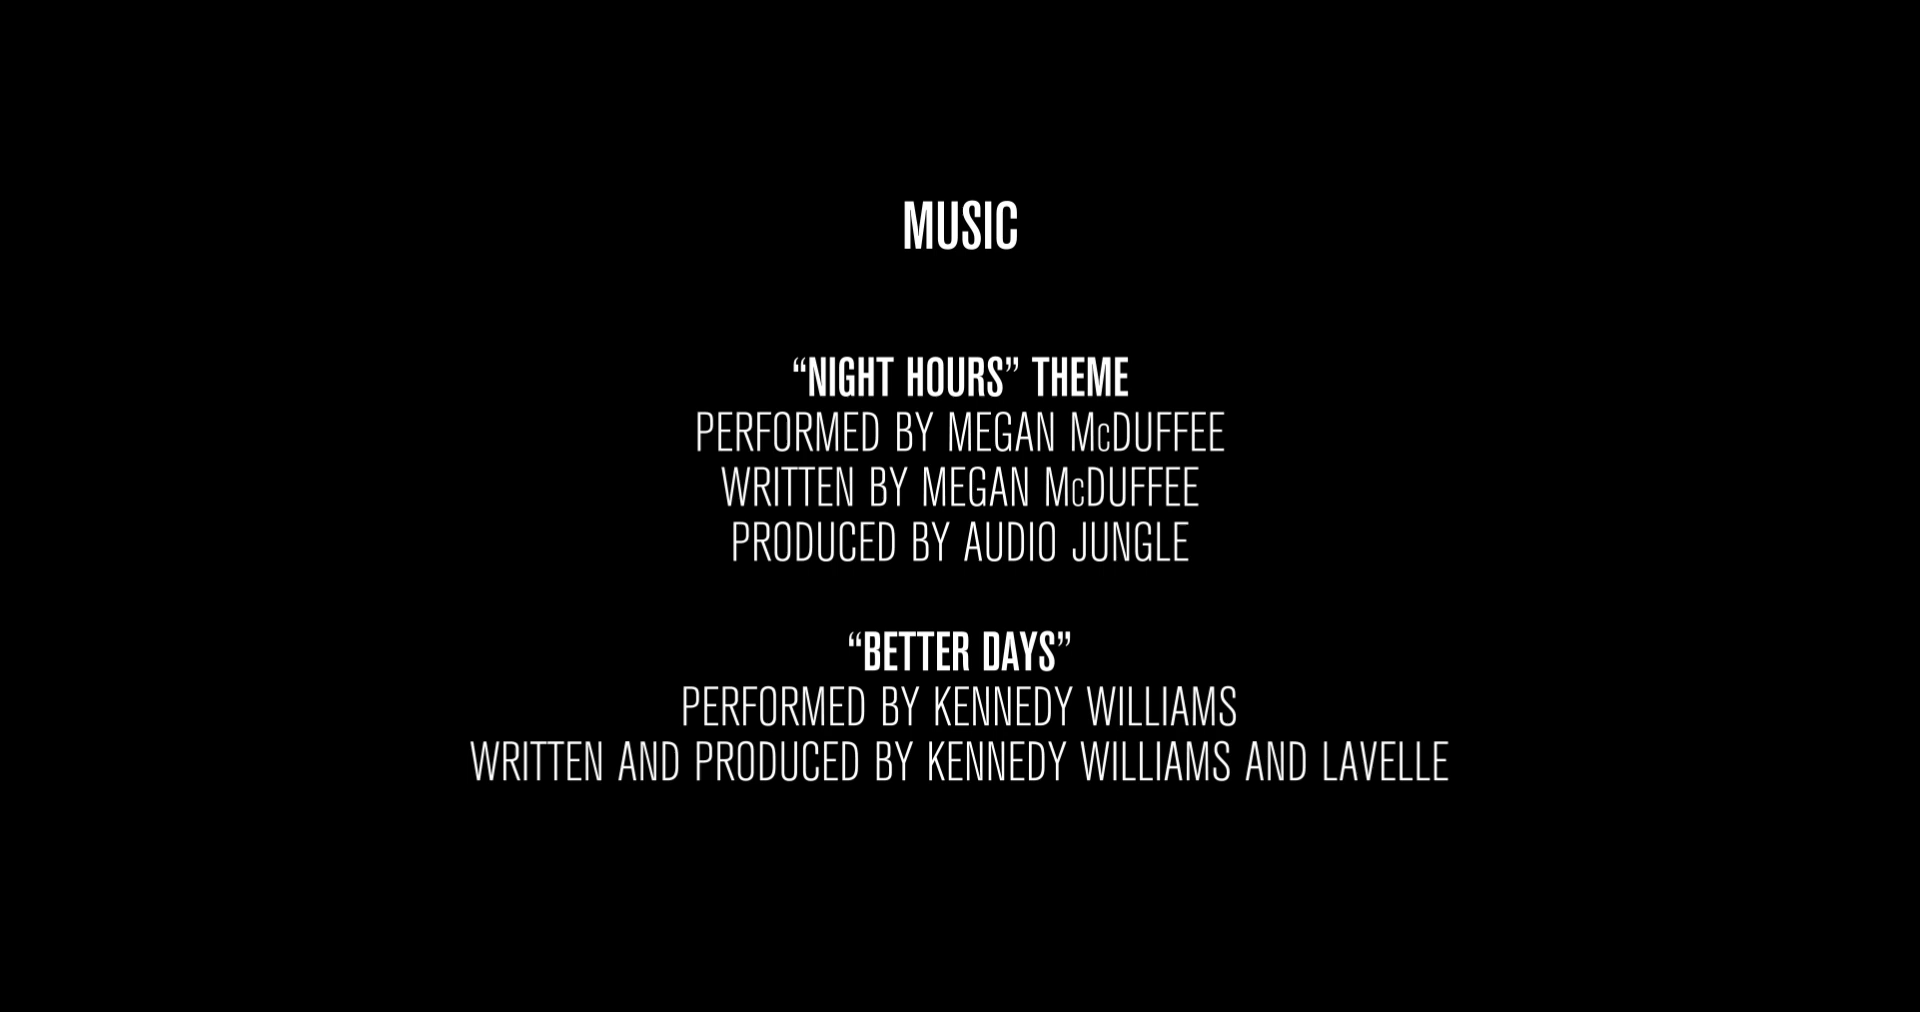 MUSIC
“NIGHT HOURS” THEME
PERFORMED BY MEGAN McDUFFEE
WRITTEN BY MEGAN McDUFFEE
PRODUCED BY AUDIO JUNGLE
“BETTER DAYS”
PERFORMED BY KENNEDY WILLIAMS
WRITTEN AND PRODUCED BY KENNEDY WILLIAMS AND LAVELLE